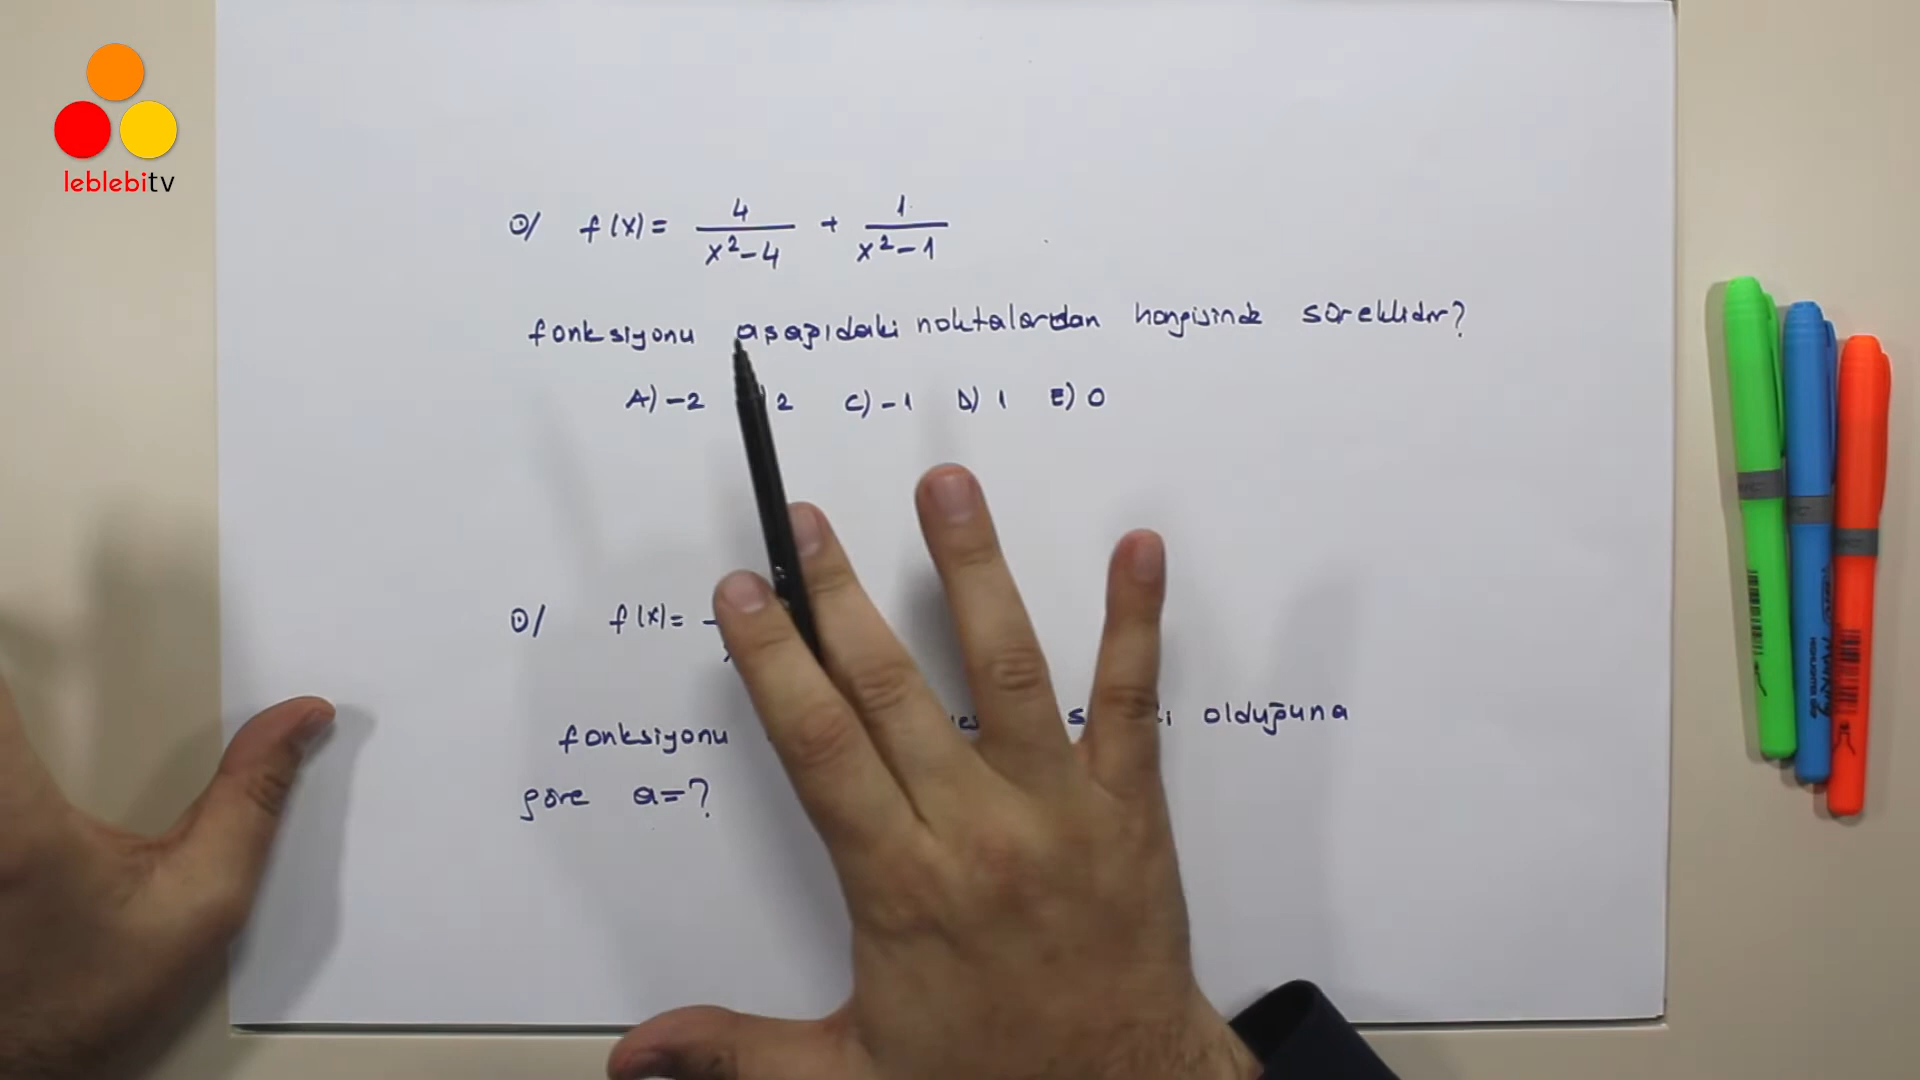 leblebitv
Ö/ f(x) = 4/(x²-4) + 1/(x²-1)
fonksiyonu aşağıdaki noktalardan hangisinde süreklidir?
A) -2 ) 2 C) -1 D) 1 E) 0
Ö/ f(x) =
fonksiyonu olduğuna
göre a=?